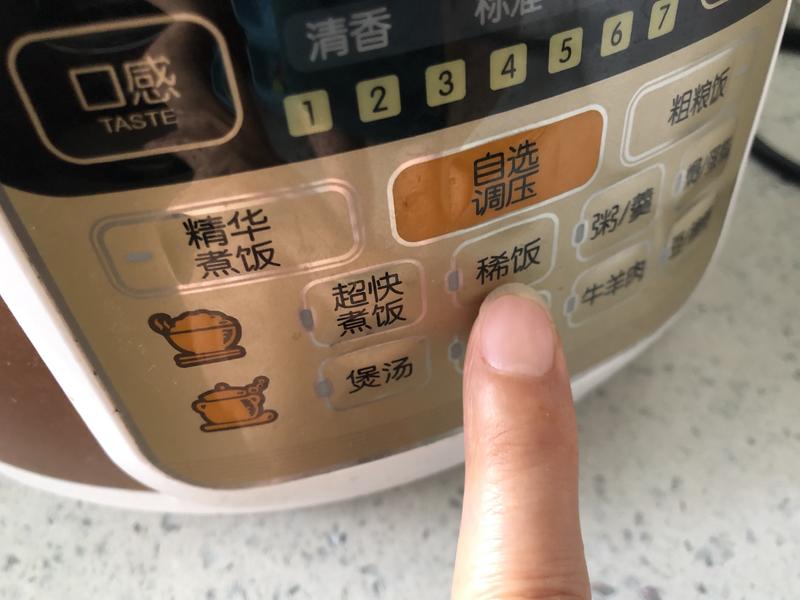 清香
标准
口感
TASTE
1 2 3 4 5 6 7
自选
调压
粗粮饭
精华
煮饭
超快
煮饭
稀饭
粥/羹
煲汤
牛羊肉